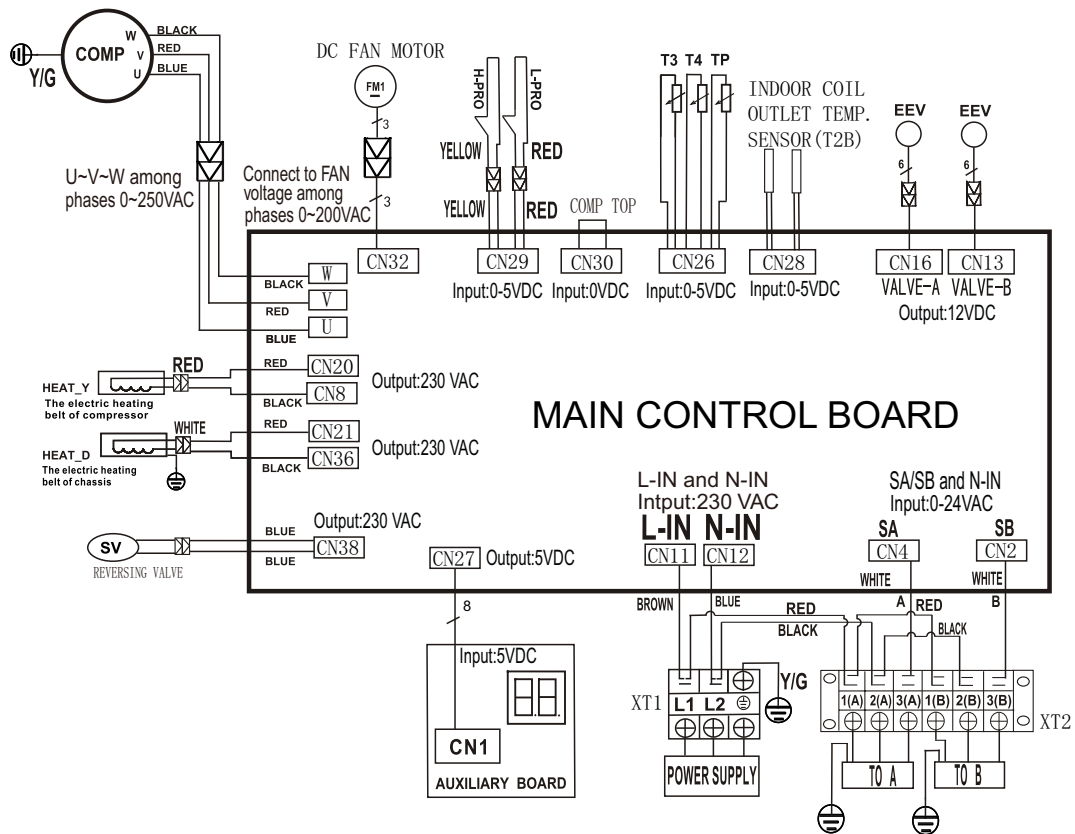 COMP
W
V
U
BLACK
RED
BLUE
Y/G
U~V~W among
phases 0~250VAC
DC FAN MOTOR
FM1
3
Connect to FAN
voltage among
phases 0~200VAC
3
H-PRO
L-PRO
YELLOW
RED
YELLOW
RED
COMP TOP
T3 T4 TP
INDOOR COIL
OUTLET TEMP.
SENSOR(T2B)
EEV
EEV
6
6
CN32
CN29
CN30
CN26
CN28
CN16
CN13
Input:0-5VDC
Input:0VDC
Input:0-5VDC
Input:0-5VDC
VALVE-A
VALVE-B
Output:12VDC
BLACK
W
RED
V
BLUE
U
HEAT_Y
The electric heating
belt of compressor
RED
RED
CN20
BLACK
CN8
Output:230 VAC
HEAT_D
The electric heating
belt of chassis
WHITE
RED
CN21
BLACK
CN36
Output:230 VAC
MAIN CONTROL BOARD
SV
REVERSING VALVE
BLUE
BLUE
Output:230 VAC
CN38
CN27
Output:5VDC
L-IN and N-IN
Intput:230 VAC
L-IN N-IN
CN11
CN12
SA/SB and N-IN
Input:0-24VAC
SA
SB
CN4
CN2
WHITE
WHITE
BROWN
BLUE
RED
BLACK
A
RED
B
BLACK
8
Input:5VDC
CN1
AUXILIARY BOARD
XT1
L1 L2
Y/G
POWER SUPPLY
1(A) 2(A) 3(A) 1(B) 2(B) 3(B)
XT2
TO A
TO B